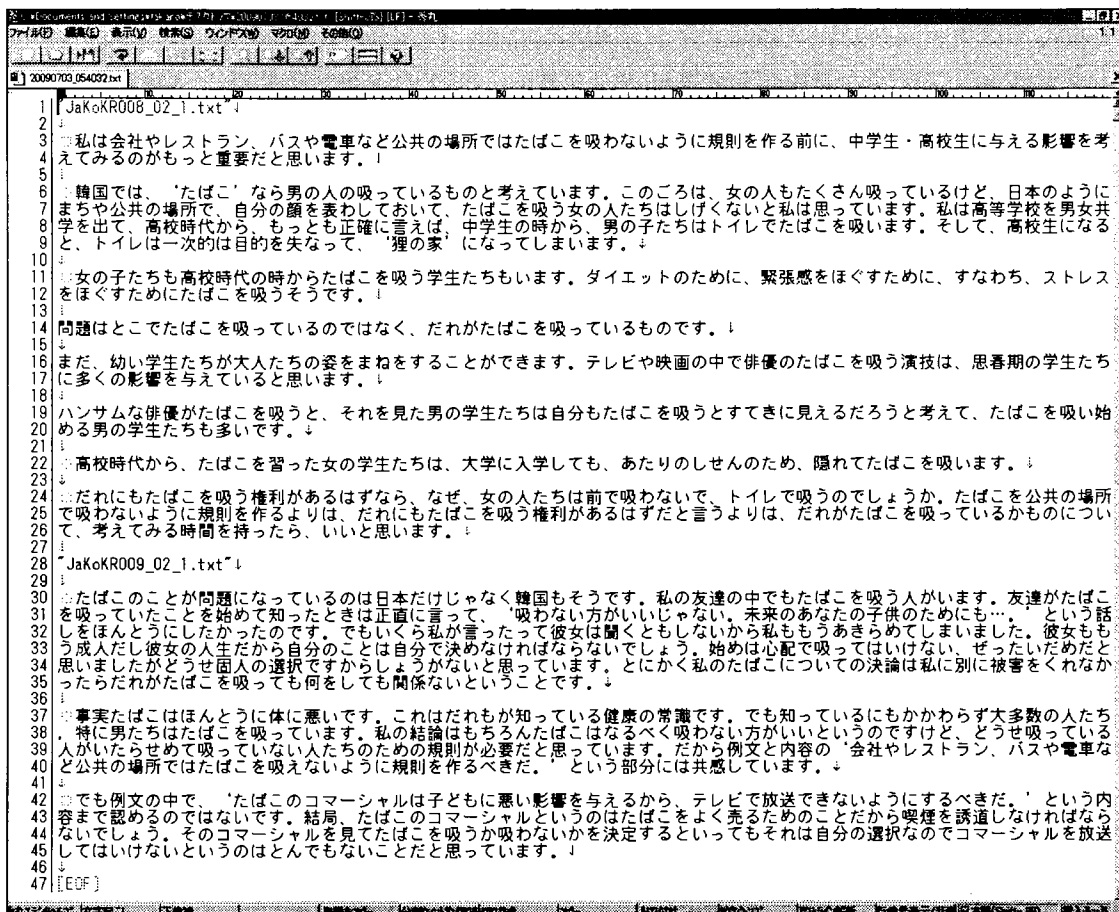 ファイル(F) 編集(E) 表示(V) 検索(S) ウィンドウ(W) マクロ(M) その他(O)
20090703_054032.txt
1 "JaKoKR008_02_1.txt"↓
2 ↓
3 私は会社やレストラン、バスや電車など公共の場所ではたばこを吸わないように規則を作る前に、中学生・高校生に与える影響を考
4 えてみるのがもっと重要だと思います。↓
5 ↓
6 韓国では、‘たばこ’なら男の人の吸っているものと考えています。このごろは、女の人もたくさん吸っているけど、日本のように
7 まちや公共の場所で、自分の顔を表わしておいて、たばこを吸う女の人たちはしげくないと私は思っています。私は高等学校を男女共
8 学を出て、高校時代から、もっとも正確に言えば、中学生の時から、男の子たちはトイレでたばこを吸います。そして、高校生になる
9 と、トイレは一次的は目的を失なって、‘狸の家’になってしまいます。↓
10 ↓
11 女の子たちも高校時代の時からたばこを吸う学生たちもいます。ダイエットのために、緊張感をほぐすために、すなわち、ストレス
12 をほぐすためにたばこを吸うそうです。↓
13 ↓
14 問題はとこでたばこを吸っているのではなく、だれがたばこを吸っているものです。↓
15 ↓
16 まだ、幼い学生たちが大人たちの姿をまねをすることができます。テレビや映画の中で俳優のたばこを吸う演技は、思春期の学生たち
17 に多くの影響を与えていると思います。↓
18 ↓
19 ハンサムな俳優がたばこを吸うと、それを見た男の学生たちは自分もたばこを吸うとすてきに見えるだろうと考えて、たばこを吸い始
20 める男の学生たちも多いです。↓
21 ↓
22 高校時代から、たばこを習った女の学生たちは、大学に入学しても、あたりのしせんのため、隠れてたばこを吸います。↓
23 ↓
24 だれにもたばこを吸う権利があるはずなら、なぜ、女の人たちは前で吸わないで、トイレで吸うのでしょうか。たばこを公共の場所
25 で吸わないように規則を作るよりは、だれにもたばこを吸う権利があるはずだと言うよりは、だれがたばこを吸っているかものについ
26 て、考えてみる時間を持ったら、いいと思います。↓
27 ↓
28 "JaKoKR009_02_1.txt"↓
29 ↓
30 たばこのことが問題になっているのは日本だけじゃなく韓国もそうです。私の友達の中でもたばこを吸う人がいます。友達がたばこ
31 を吸っていたことを始めて知ったときは正直に言って、‘吸わない方がいいじゃない。未来のあなたの子供のためにも…．’という話
32 しをほんとうにしたかったのです。でもいくら私が言ったって彼女は聞くともしないから私ももうあきらめてしまいました。彼女もも
33 う成人だし彼女の人生だから自分のことは自分で決めなければならないでしょう。始めは心配で吸ってはいけない、ぜったいだめだと
34 思いましたがどうせ固人の選択ですからしょうがないと思っています。とにかく私のたばこについての決論は私に別に被害をくれなか
35 ったらだれがたばこを吸っても何をしても関係ないということです。↓
36 ↓
37 事実たばこはほんとうに体に悪いです。これはだれもが知っている健康の常識です。でも知っているにもかかわらず大多数の人たち
38 ，特に男たちはたばこを吸っています。私の結論はもちろんたばこはなるべく吸わない方がいいというのですけど、どうせ吸っている
39 人がいたらせめて吸っていない人たちのための規則が必要だと思っています。だから例文と内容の‘会社やレストラン、バスや電車な
40 ど公共の場所ではたばこを吸えないように規則を作るべきだ。’という部分には共感しています。↓
41 ↓
42 でも例文の中で、‘たばこのコマーシャルは子どもに悪い影響を与えるから、テレビで放送できないようにするべきだ。’という内
43 容まで認めるのではないです。結局、たばこのコマーシャルというのはたばこをよく売るためのことだから喫煙を誘導しなければなら
44 ないでしょう。そのコマーシャルを見てたばこを吸うか吸わないかを決定するといってもそれは自分の選択なのでコマーシャルを放送
45 してはいけないというのはとんでもないことだと思っています。↓
46 ↓
47 [EOF]